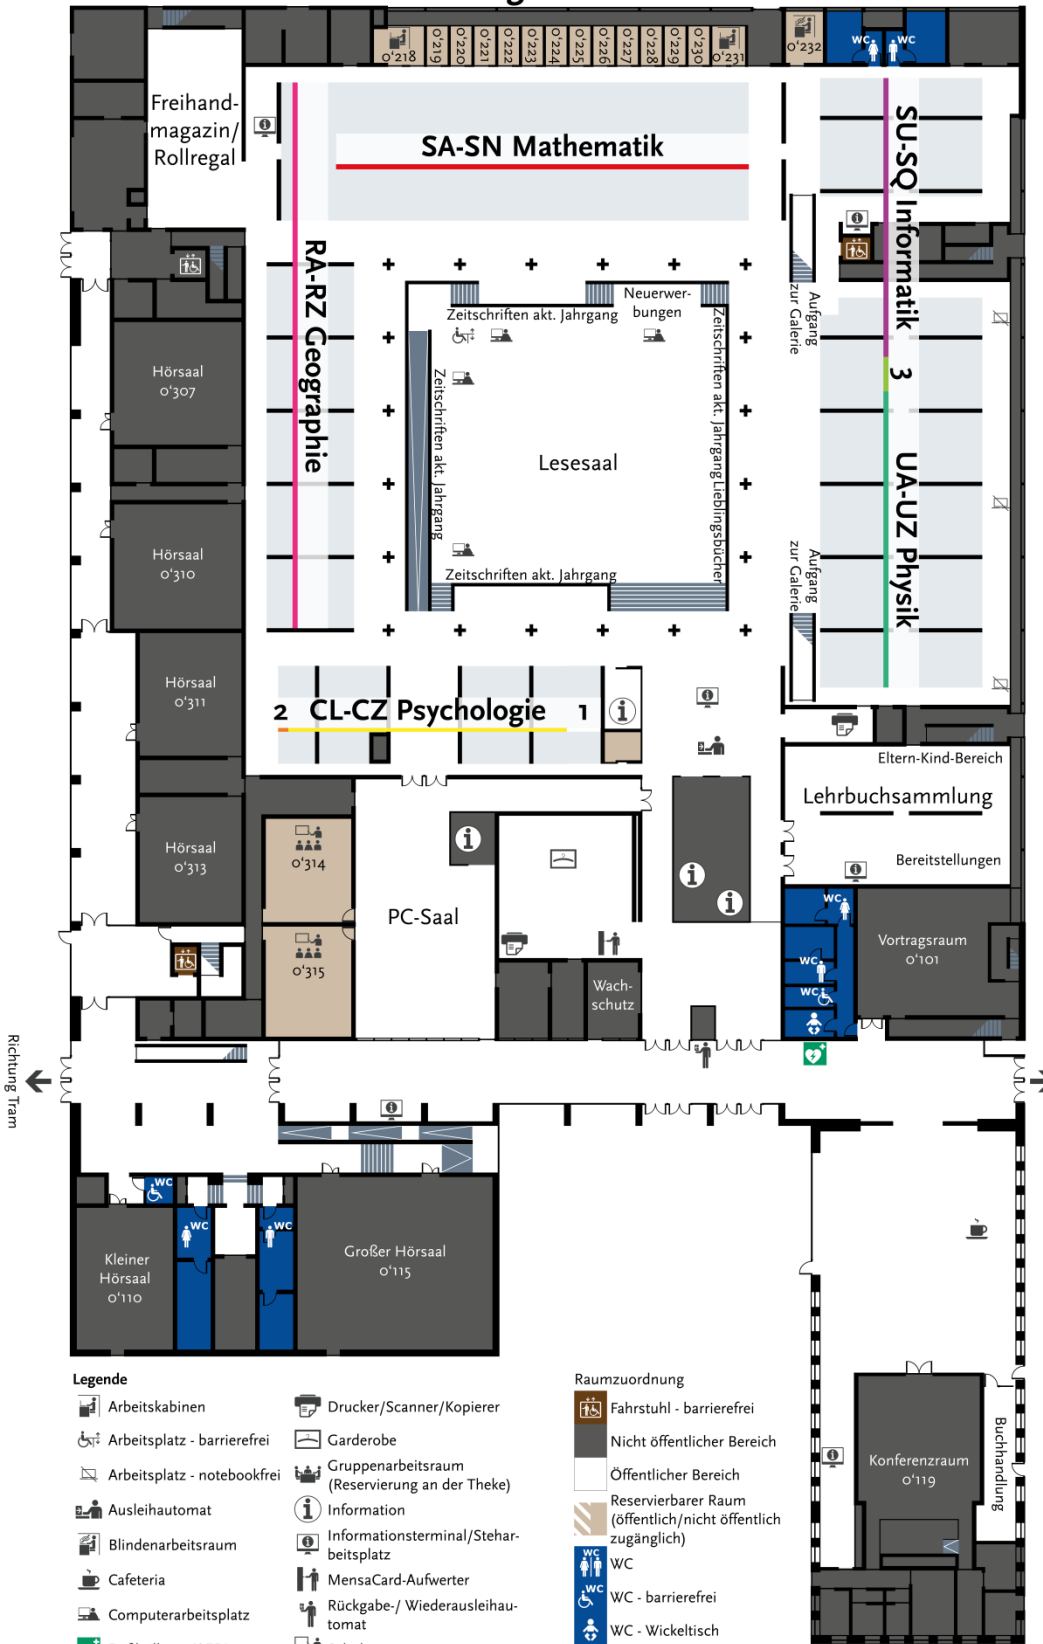 0'218
0'219
0'220
0'221
0'222
0'223
0'224
0'225
0'226
0'227
0'228
0'229
0'230
0'231
0'232
WC
WC
Freihand-
magazin/
Rollregal
SA-SN Mathematik
SU-SQ Informatik
3
UA-UZ Physik
RA-RZ Geographie
Aufgang
zur Galerie
Neuerwer-
bungen
Zeitschriften akt. Jahrgang
Zeitschriften akt. Jahrgang
Zeitschriften akt. Jahrgang
Lieblingsbücher
Lesesaal
Zeitschriften akt. Jahrgang
Aufgang
zur Galerie
Hörsaal
0'307
Hörsaal
0'310
Hörsaal
0'311
Hörsaal
0'313
2 CL-CZ Psychologie 1
Eltern-Kind-Bereich
Lehrbuchsammlung
Bereitstellungen
0'314
0'315
PC-Saal
Wach-
schutz
WC
WC
WC
Vortragsraum
0'101
Richtung Tram
WC
WC
WC
Kleiner
Hörsaal
0'110
Großer Hörsaal
0'115
Konferenzraum
0'119
Buchhandlung
Legende
Arbeitskabinen
Arbeitsplatz - barrierefrei
Arbeitsplatz - notebookfrei
Ausleihautomat
Blindenarbeitsraum
Cafeteria
Computerarbeitsplatz
Drucker/Scanner/Kopierer
Garderobe
Gruppenarbeitsraum
(Reservierung an der Theke)
Information
Informationsterminal/Stehar-
beitsplatz
MensaCard-Aufwerter
Rückgabe-/ Wiederausleihau-
tomat
Raumzuordnung
Fahrstuhl - barrierefrei
Nicht öffentlicher Bereich
Öffentlicher Bereich
Reservierbarer Raum
(öffentlich/nicht öffentlich
zugänglich)
WC
WC
WC
WC - barrierefrei
WC - Wickeltisch